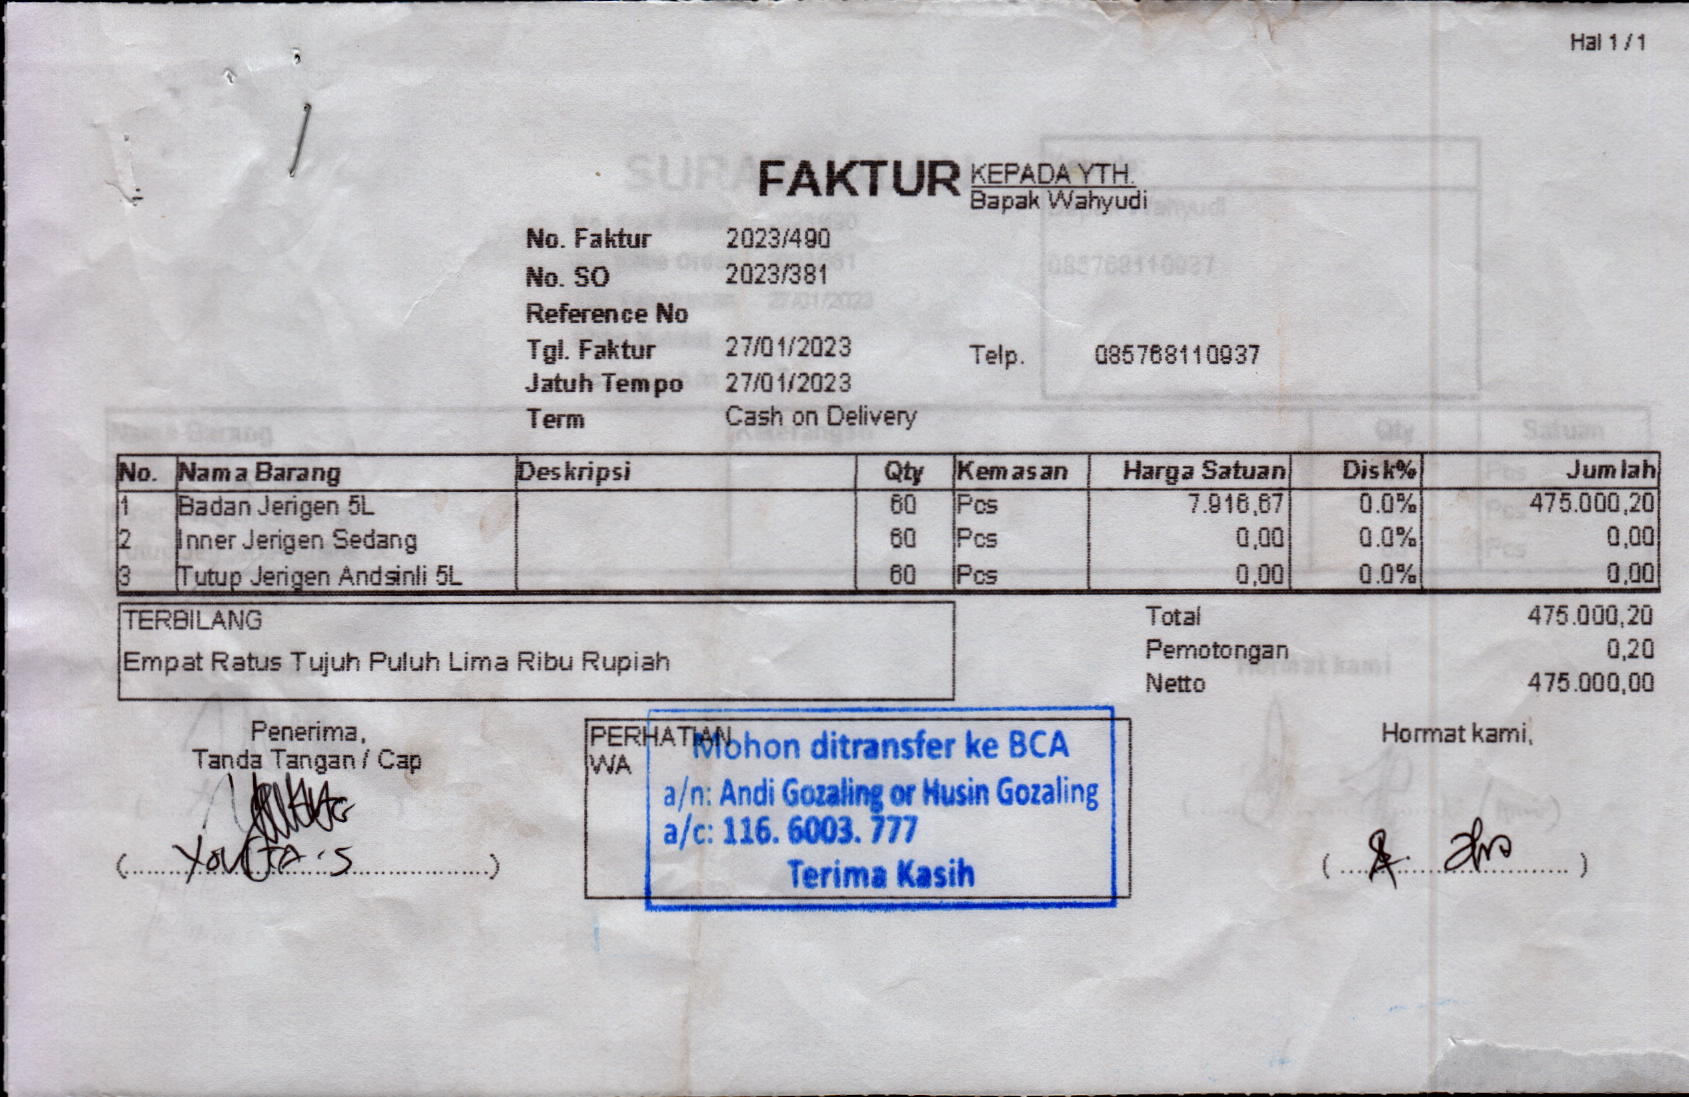 Hal 1 / 1
FAKTUR
KEPADA YTH.
Bapak Wahyudi
No. Faktur 2023/490
No. SO 2023/381
Reference No
Tgl. Faktur 27/01/2023
Telp. 085768110937
Jatuh Tempo 27/01/2023
Term Cash on Delivery
No. Nama Barang Deskripsi Qty Kemasan Harga Satuan Disk% Jumlah
1 Badan Jerigen 5L 60 Pcs 7.916,67 0.0% 475.000,20
2 Inner Jerigen Sedang 60 Pcs 0,00 0.0% 0,00
3 Tutup Jerigen Andsinli 5L 60 Pcs 0,00 0.0% 0,00
TERBILANG
Empat Ratus Tujuh Puluh Lima Ribu Rupiah
Total 475.000,20
Pemotongan 0,20
Netto 475.000,00
Penerima,
Tanda Tangan / Cap
PERHATIAN
WA
Mohon ditransfer ke BCA
a/n: Andi Gozaling or Husin Gozaling
a/c: 116. 6003. 777
Terima Kasih
Hormat kami,